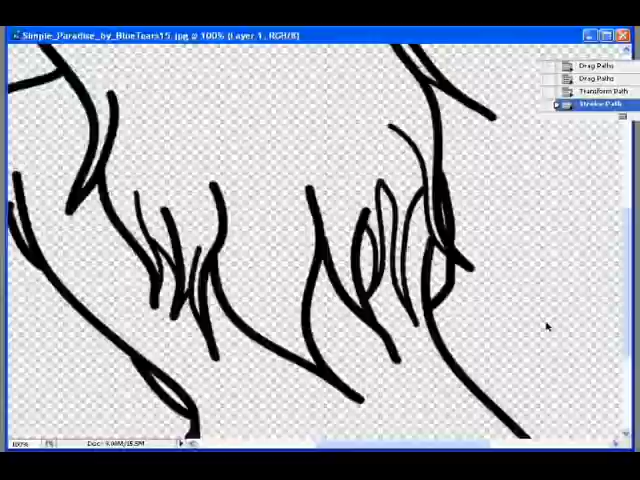 Simple_Paradise_by_BlueTears15.jpg @ 100% (Layer 1, RGB/8)
Drag Paths
Drag Paths
Transform Path
Stroke Path
100%